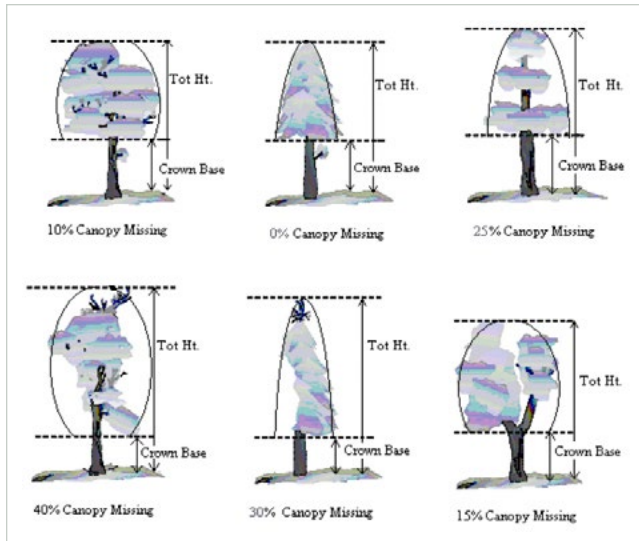 Tot Ht.
Crown Base
10% Canopy Missing
Tot Ht.
Crown Base
0% Canopy Missing
Tot Ht.
Crown Base
25% Canopy Missing
Tot Ht.
Crown Base
40% Canopy Missing
Tot Ht.
Crown Base
30% Canopy Missing
Tot Ht.
Crown Base
15% Canopy Missing